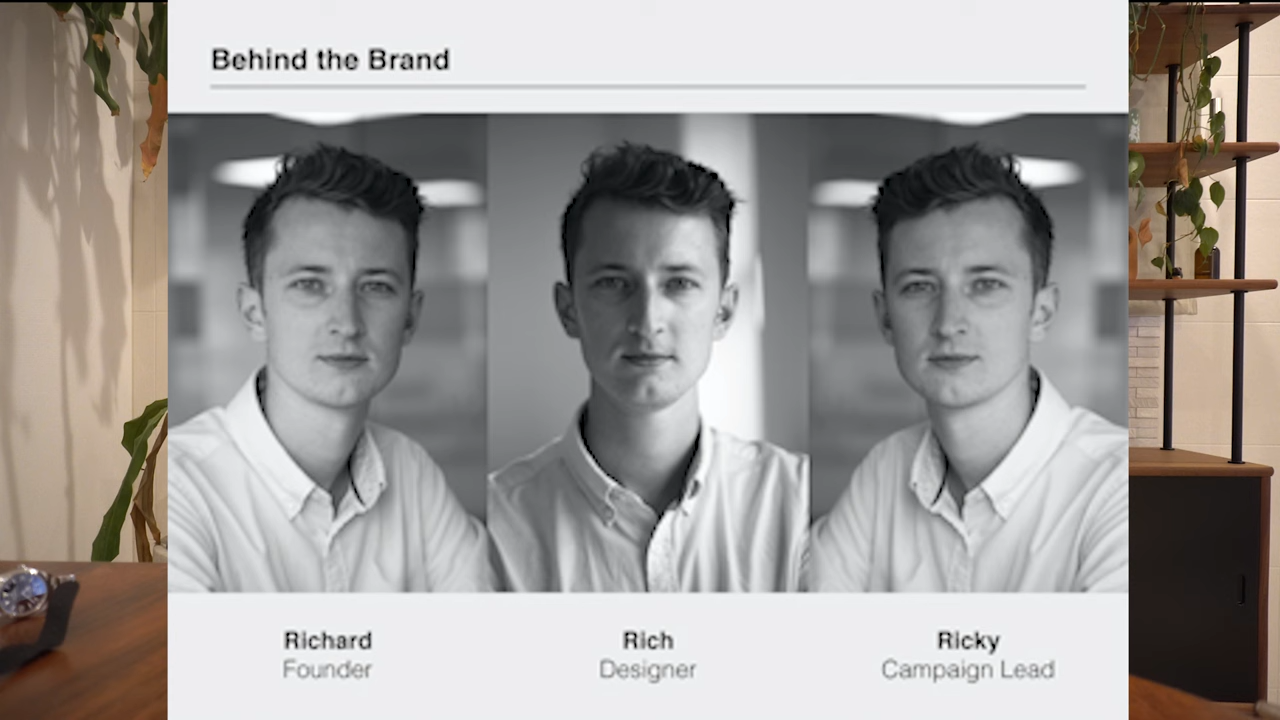 Behind the Brand
Richard
Rich
Ricky
Founder
Designer
Campaign Lead